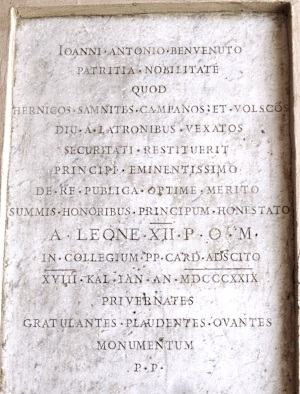 IOANNI·ANTONIO·BENVENUTO
PATRITIA·NOBILITATE
QUOD
HERNICOS·SAMNITES·CAMPANOS·ET·VOLSCOS
DIU·A·LATRONIBUS·VEXATOS
SECURITATI·RESTITUERIT
PRINCIPI·EMINENTISSIMO
DE·RE·PUBLICA·OPTIME·MERITO
SUMMIS·HONORIBUS·PRINCIPUM·HONESTATO
A·LEONE·XII·P·O·M·
IN·COLLEGIUM·PP·CARD·ADSCITO
XVIII·KAL·IAN·AN·MDCCCXXIX
PRIVERNATES
GRATULANTES·PLAUDENTES·OVANTES
MONUMENTUM
P·P·